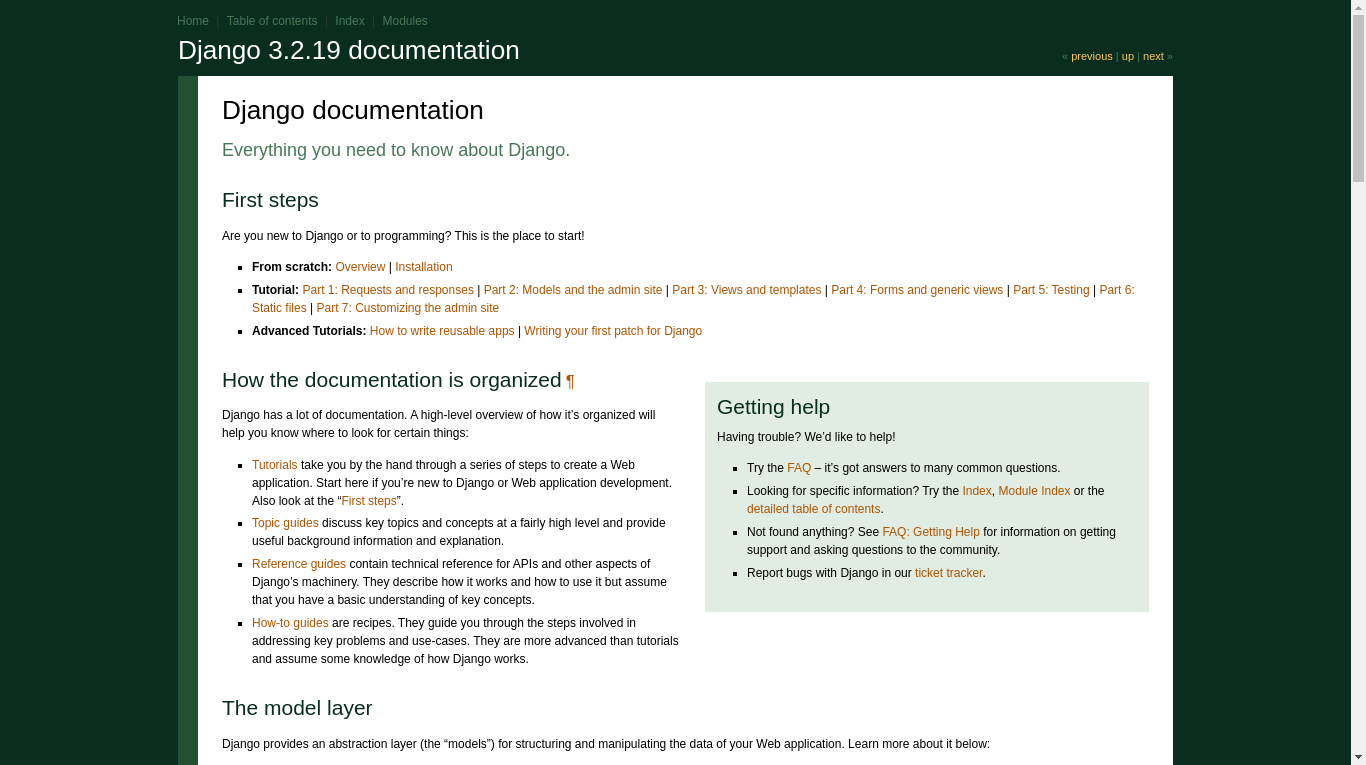 Home | Table of contents | Index | Modules
Django 3.2.19 documentation
« previous | up | next »
Django documentation
Everything you need to know about Django.
First steps
Are you new to Django or to programming? This is the place to start!
From scratch: Overview | Installation
Tutorial: Part 1: Requests and responses | Part 2: Models and the admin site | Part 3: Views and templates | Part 4: Forms and generic views | Part 5: Testing | Part 6:
Static files | Part 7: Customizing the admin site
Advanced Tutorials: How to write reusable apps | Writing your first patch for Django
How the documentation is organized ¶
Django has a lot of documentation. A high-level overview of how it’s organized will
help you know where to look for certain things:
Tutorials take you by the hand through a series of steps to create a Web
application. Start here if you’re new to Django or Web application development.
Also look at the “First steps”.
Topic guides discuss key topics and concepts at a fairly high level and provide
useful background information and explanation.
Reference guides contain technical reference for APIs and other aspects of
Django’s machinery. They describe how it works and how to use it but assume
that you have a basic understanding of key concepts.
How-to guides are recipes. They guide you through the steps involved in
addressing key problems and use-cases. They are more advanced than tutorials
and assume some knowledge of how Django works.
Getting help
Having trouble? We’d like to help!
Try the FAQ – it’s got answers to many common questions.
Looking for specific information? Try the Index, Module Index or the
detailed table of contents.
Not found anything? See FAQ: Getting Help for information on getting
support and asking questions to the community.
Report bugs with Django in our ticket tracker.
The model layer
Django provides an abstraction layer (the “models”) for structuring and manipulating the data of your Web application. Learn more about it below: